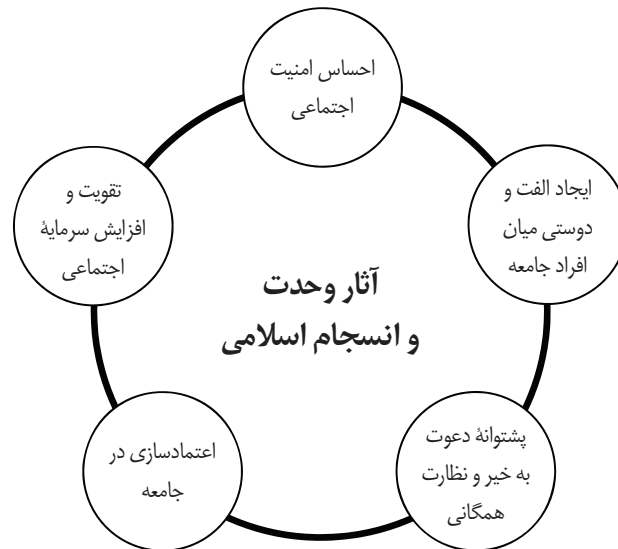 احساس امنیت
اجتماعی
ایجاد الفت و
دوستی میان
افراد جامعه
پشتوانهٔ دعوت
به خیر و نظارت
همگانی
اعتمادسازی در
جامعه
تقویت و
افزایش سرمایهٔ
اجتماعی
آثار وحدت
و انسجام اسلامی